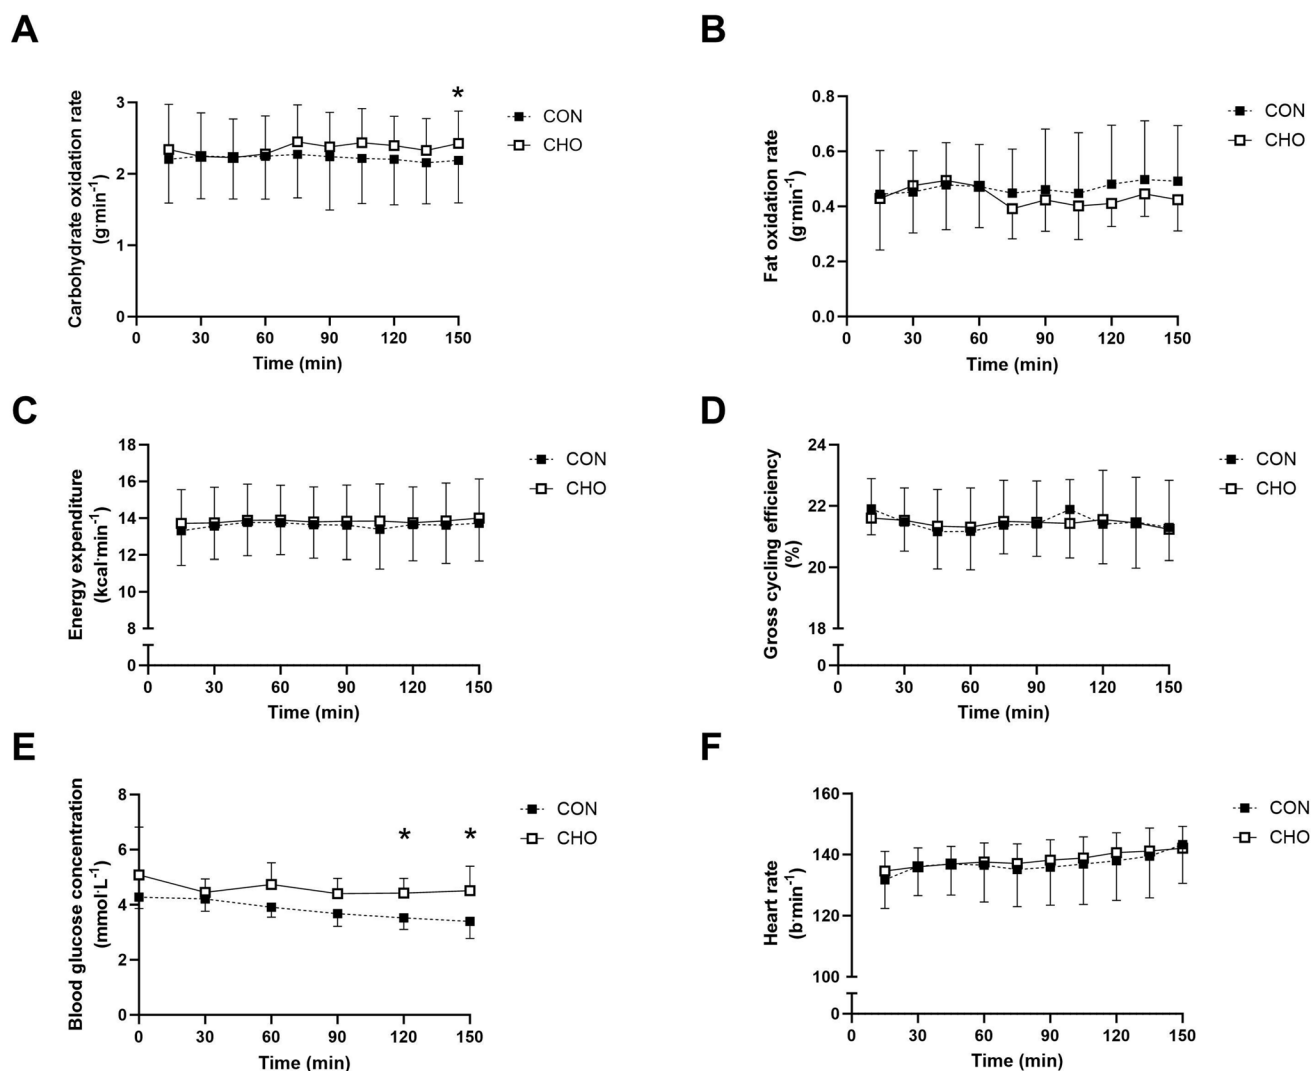 A
Carbohydrate oxidation rate
(g·min⁻¹)
3
2
1
0
0 30 60 90 120 150
Time (min)
*
CON
CHO
B
Fat oxidation rate
(g·min⁻¹)
0.8
0.6
0.4
0.2
0.0
0 30 60 90 120 150
Time (min)
CON
CHO
C
Energy expenditure
(kcal·min⁻¹)
18
16
14
12
10
8
0
0 30 60 90 120 150
Time (min)
CON
CHO
D
Gross cycling efficiency
(%)
24
22
20
18
0
0 30 60 90 120 150
Time (min)
CON
CHO
E
Blood glucose concentration
(mmol·L⁻¹)
8
6
4
2
0
0 30 60 90 120 150
Time (min)
* *
CON
CHO
F
Heart rate
(b·min⁻¹)
160
140
120
100
0
0 30 60 90 120 150
Time (min)
CON
CHO